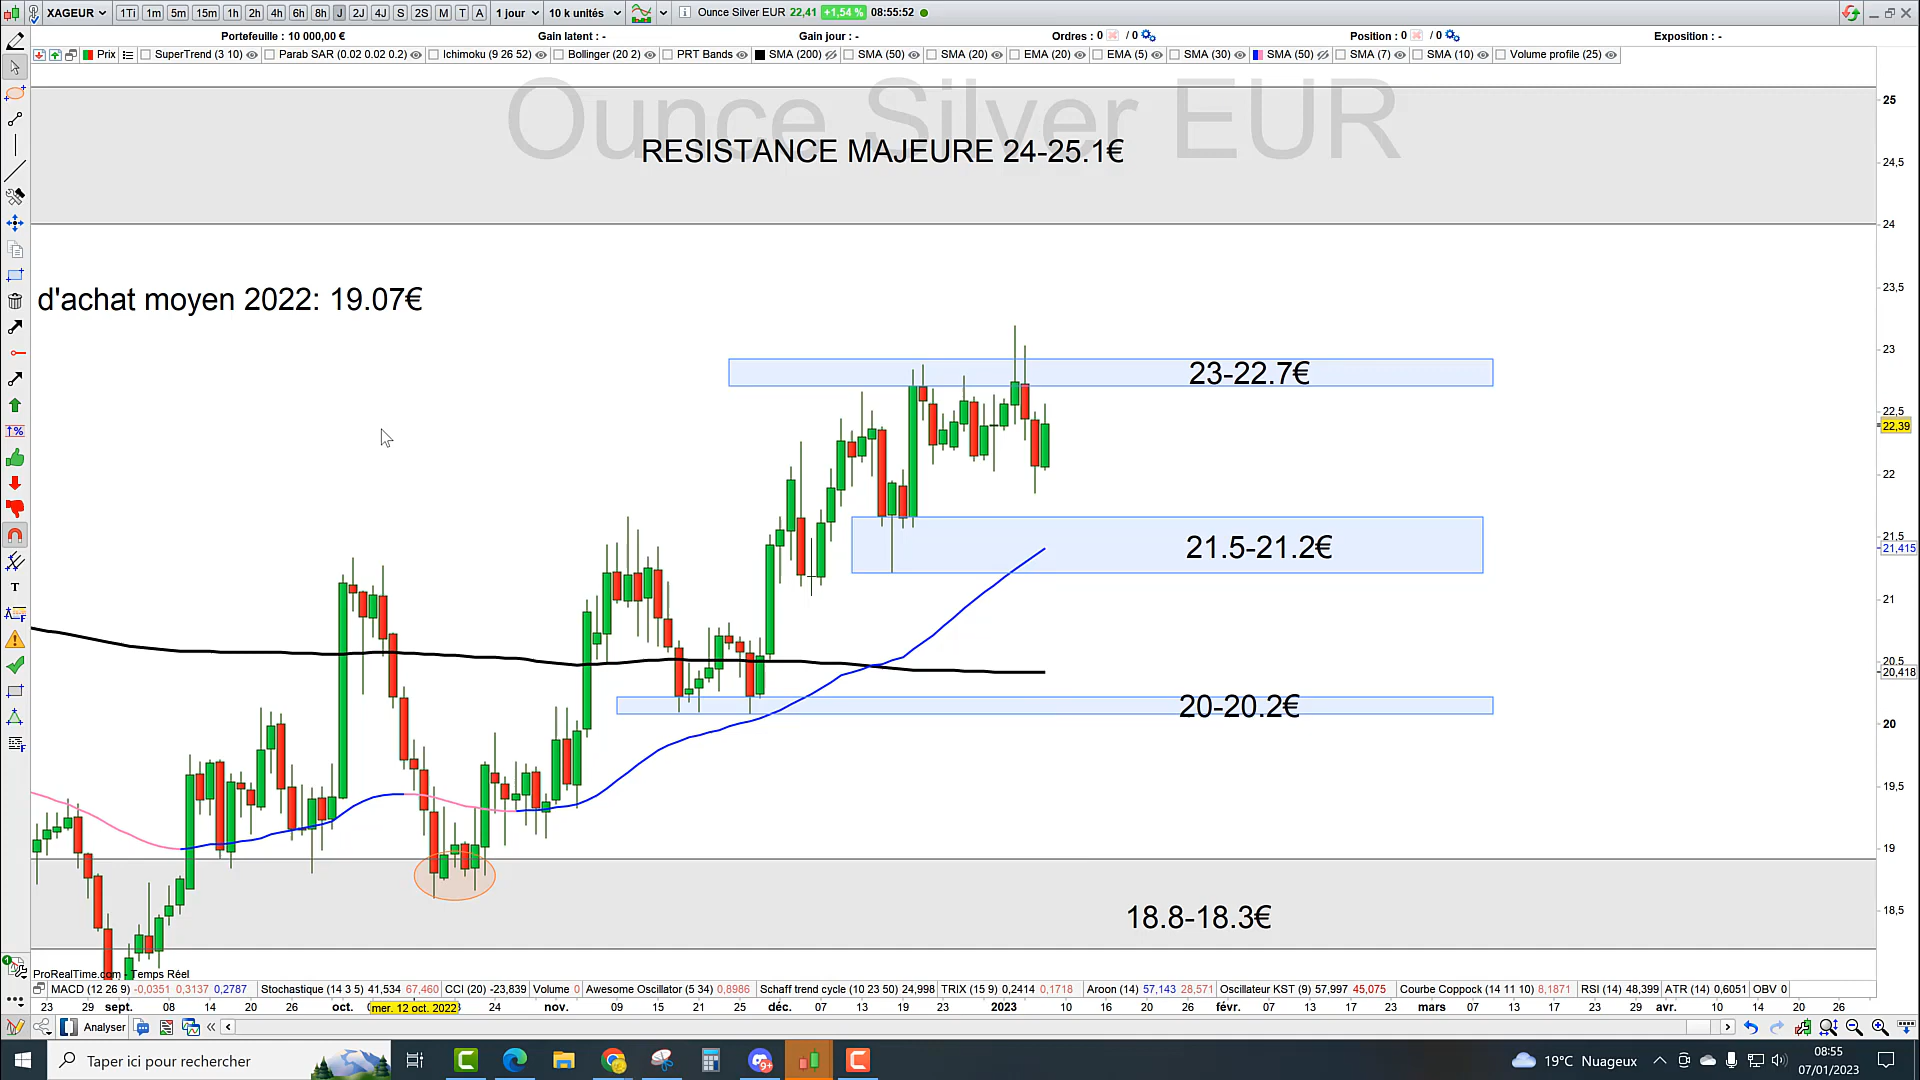 XAGEUR 1Ti 1m 5m 15m 1h 2h 4h 6h 8h J 2J 4J S 2S M T A 1 jour 10 k unités Ounce Silver EUR 22,41 +1,54 % 08:55:52
Portefeuille : 10 000,00 € Gain latent : - Gain jour : - Ordres : 0 / 0 Position : 0 / 0 Exposition : -
Prix SuperTrend (3 10) Parab SAR (0.02 0.02 0.2) Ichimoku (9 26 52) Bollinger (20 2) PRT Bands SMA (200) SMA (50) SMA (20) EMA (20) EMA (5) SMA (30) SMA (50) SMA (7) SMA (10) Volume profile (25)
Ounce Silver EUR
25
RESISTANCE MAJEURE 24-25.1€
24,5
24
23,5
d'achat moyen 2022: 19.07€
23
23-22.7€
22,5
22,39
22
21,5
21.5-21.2€
21,415
21
20,5
20,418
20-20.2€
20
19,5
19
18.8-18.3€
18,5
ProRealTime.com - Temps Réel
MACD (12 26 9) -0,0351 0,3137 0,2787 Stochastique (14 3 5) 41,534 67,460 CCI (20) -23,839 Volume 0 Awesome Oscillator (5 34) 0,8986 Schaff trend cycle (10 23 50) 24,998 TRIX (15 9) 0,2414 0,1718 Aroon (14) 57,143 28,571 Oscillateur KST (9) 57,997 45,075 Courbe Coppock (14 11 10) 8,1871 RSI (14) 48,399 ATR (14) 0,6051 OBV 0
23 29 sept. 08 14 20 26 oct. mer. 12 oct. 2022 24 nov. 09 15 21 déc. 07 13 19 23 2023 10 16 20 26 févr. 07 13 17 23 mars 07 13 17 23 29 avr. 10 14 20 26
Analyser
Taper ici pour rechercher
19°C Nuageux
08:55
07/01/2023